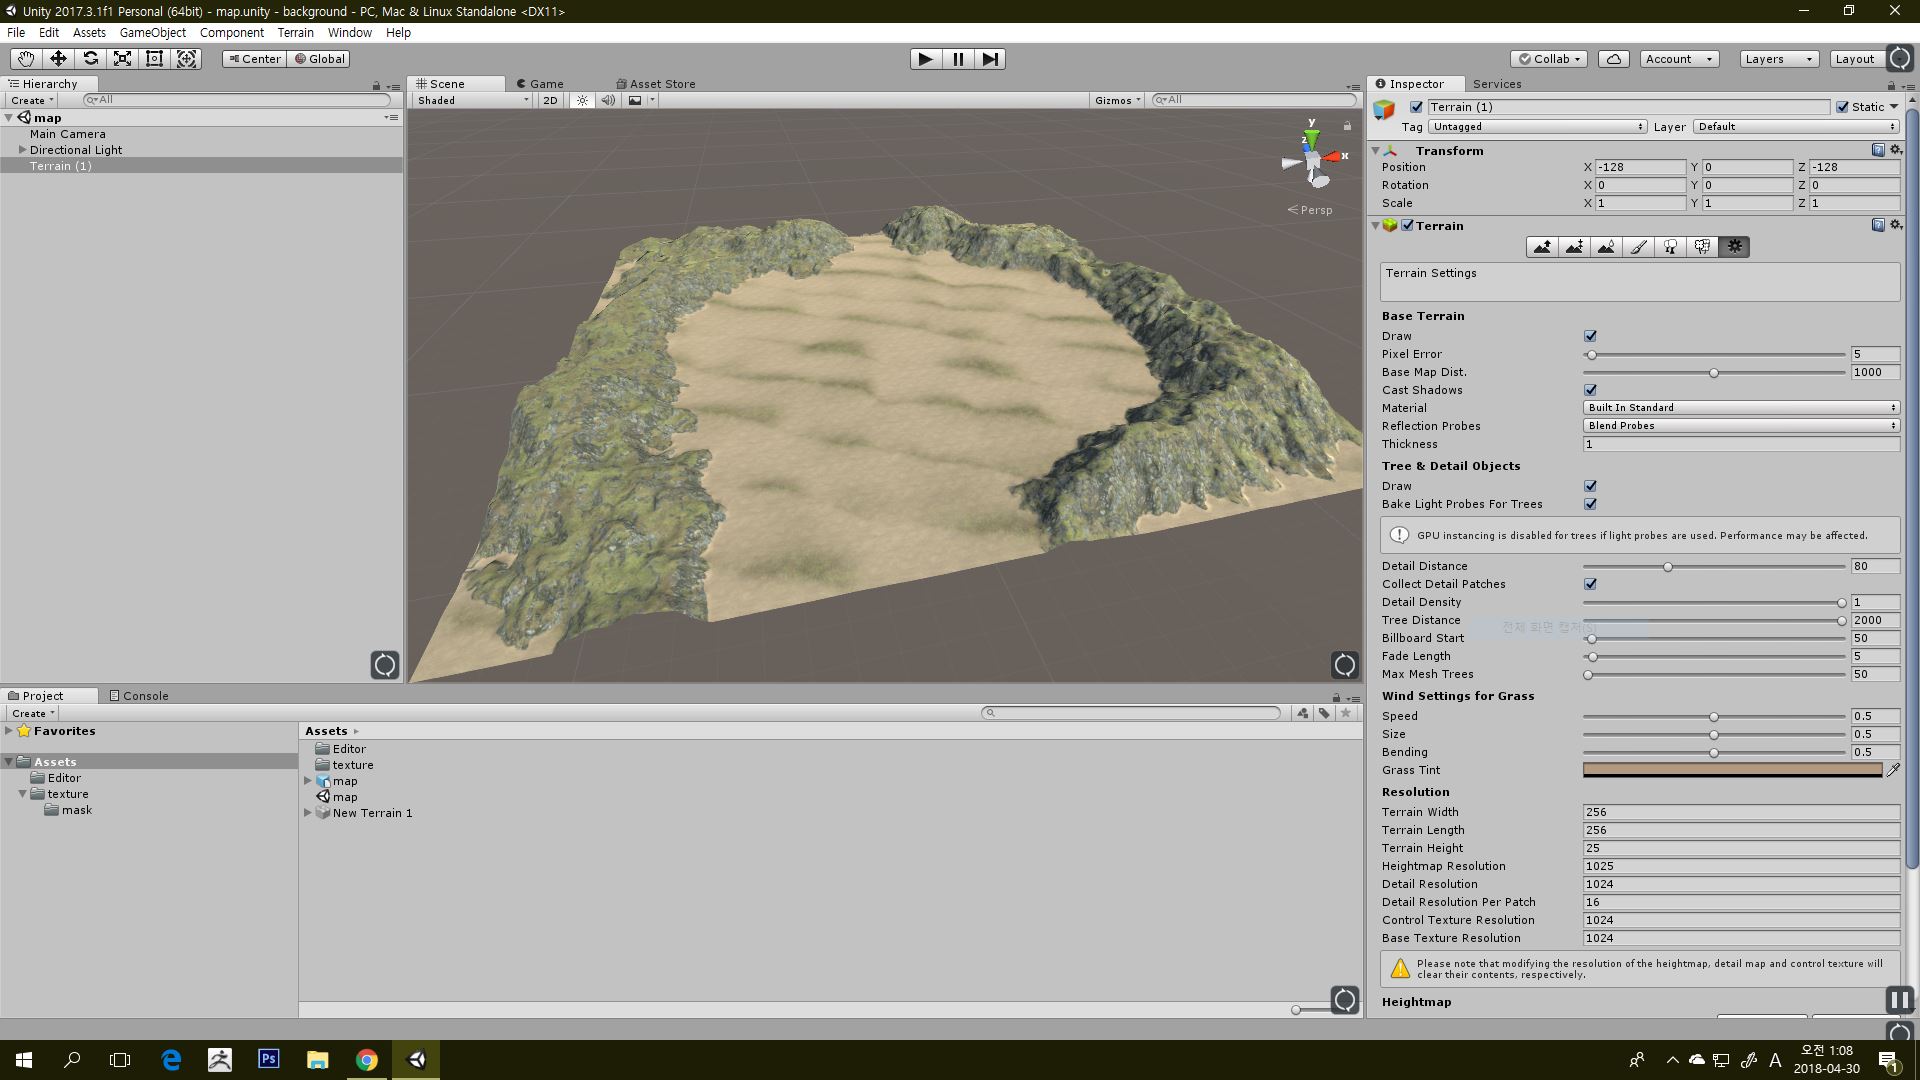 Unity 2017.3.1f1 Personal (64bit) - map.unity - background - PC, Mac & Linux Standalone <DX11>
File Edit Assets GameObject Component Terrain Window Help
Center Global
Collab Account Layers Layout
Hierarchy
Create All
map
Main Camera
Directional Light
Terrain (1)
Scene Game Asset Store
Shaded 2D Gizmos All
y
z
x
Persp
Inspector Services
Terrain (1) Static
Tag Untagged Layer Default
Transform
Position X -128 Y 0 Z -128
Rotation X 0 Y 0 Z 0
Scale X 1 Y 1 Z 1
Terrain
Terrain Settings
Base Terrain
Draw
Pixel Error 5
Base Map Dist. 1000
Cast Shadows
Material Built In Standard
Reflection Probes Blend Probes
Thickness 1
Tree & Detail Objects
Draw
Bake Light Probes For Trees
GPU instancing is disabled for trees if light probes are used. Performance may be affected.
Detail Distance 80
Collect Detail Patches
Detail Density 1
Tree Distance 2000
전체 화면 캡저(S)
Billboard Start 50
Fade Length 5
Max Mesh Trees 50
Wind Settings for Grass
Speed 0.5
Size 0.5
Bending 0.5
Grass Tint
Resolution
Terrain Width 256
Terrain Length 256
Terrain Height 25
Heightmap Resolution 1025
Detail Resolution 1024
Detail Resolution Per Patch 16
Control Texture Resolution 1024
Base Texture Resolution 1024
Please note that modifying the resolution of the heightmap, detail map and control texture will
clear their contents, respectively.
Heightmap
Project Console
Create
Favorites
Assets
Editor
texture
mask
Assets
Editor
texture
map
map
New Terrain 1
Ps
A
오전 1:08
2018-04-30
1